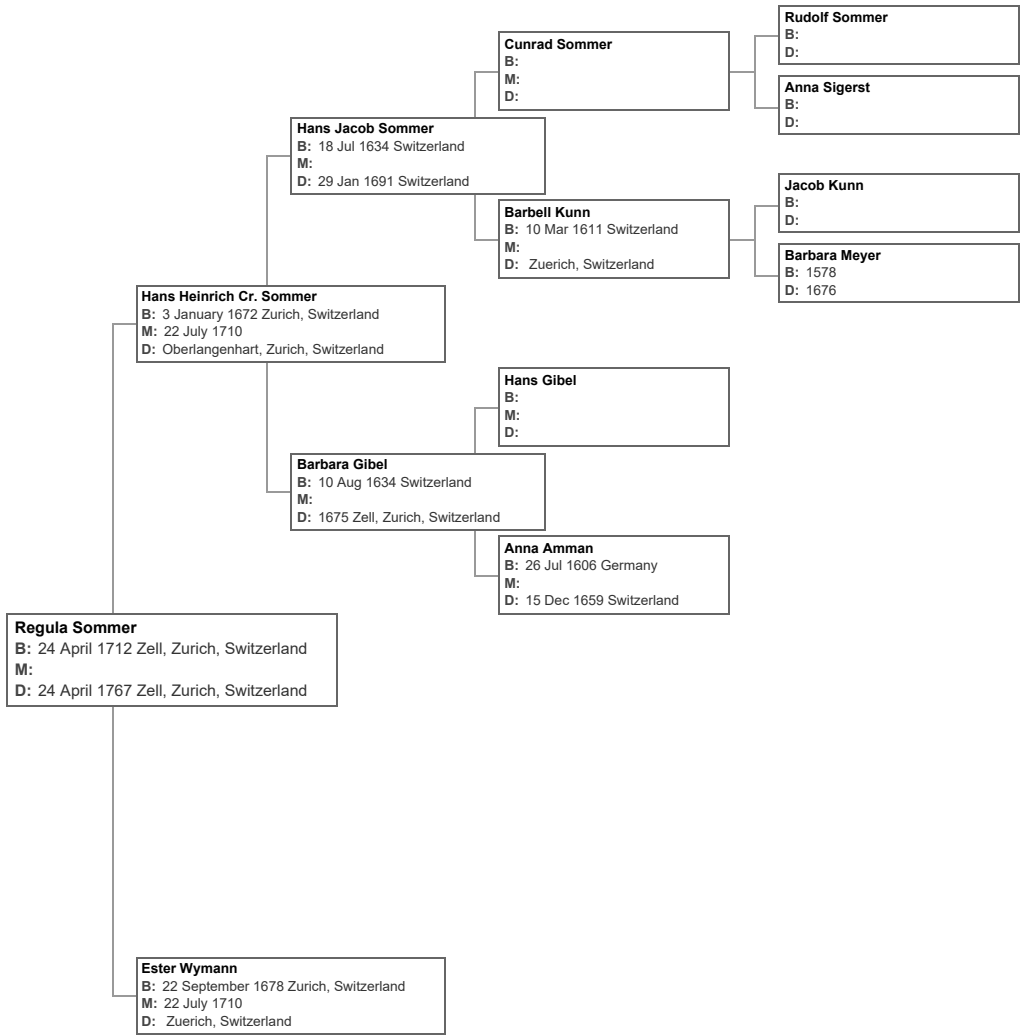 Rudolf Sommer
B:
D:
Cunrad Sommer
B:
M:
D:
Anna Sigerst
B:
D:
Hans Jacob Sommer
B: 18 Jul 1634 Switzerland
M:
D: 29 Jan 1691 Switzerland
Jacob Kunn
B:
D:
Barbell Kunn
B: 10 Mar 1611 Switzerland
M:
D: Zuerich, Switzerland
Barbara Meyer
B: 1578
D: 1676
Hans Heinrich Cr. Sommer
B: 3 January 1672 Zurich, Switzerland
M: 22 July 1710
D: Oberlangenhart, Zurich, Switzerland
Hans Gibel
B:
M:
D:
Barbara Gibel
B: 10 Aug 1634 Switzerland
M:
D: 1675 Zell, Zurich, Switzerland
Anna Amman
B: 26 Jul 1606 Germany
M:
D: 15 Dec 1659 Switzerland
Regula Sommer
B: 24 April 1712 Zell, Zurich, Switzerland
M:
D: 24 April 1767 Zell, Zurich, Switzerland
Ester Wymann
B: 22 September 1678 Zurich, Switzerland
M: 22 July 1710
D: Zuerich, Switzerland